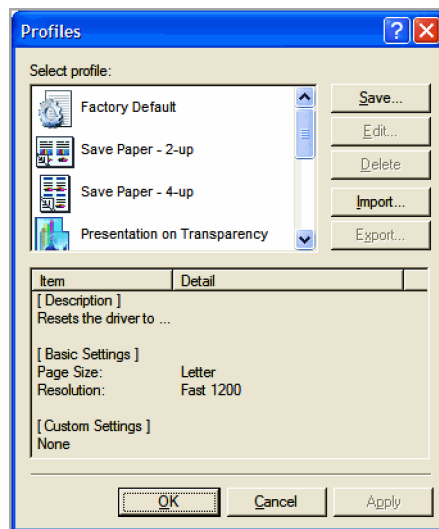 Profiles
Select profile:
Factory Default
Save Paper - 2-up
Save Paper - 4-up
Presentation on Transparency
Save...
Edit...
Delete
Import...
Export...
Item Detail
[ Description ]
Resets the driver to ...
[ Basic Settings ]
Page Size: Letter
Resolution: Fast 1200
[ Custom Settings ]
None
OK Cancel Apply